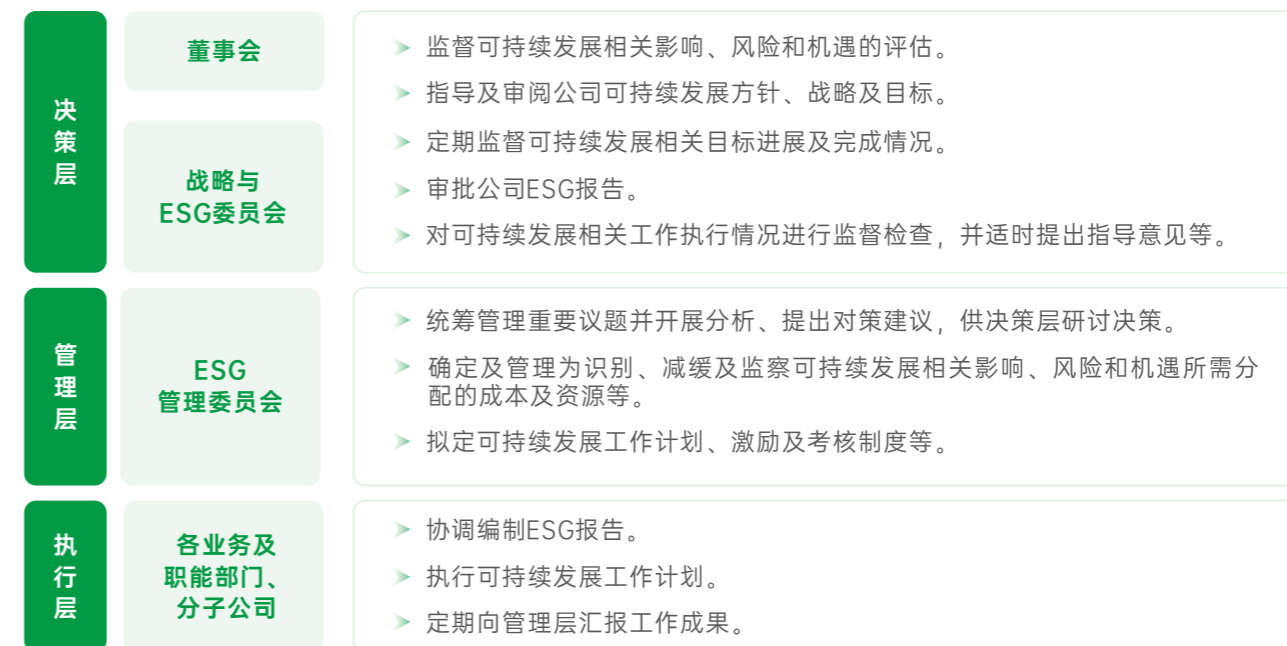 决
策
层
董事会
战略与
ESG委员会
监督可持续发展相关影响、风险和机遇的评估。
指导及审阅公司可持续发展方针、战略及目标。
定期监督可持续发展相关目标进展及完成情况。
审批公司ESG报告。
对可持续发展相关工作执行情况进行监督检查，并适时提出指导意见等。
管
理
层
ESG
管理委员会
统筹管理重要议题并开展分析、提出对策建议，供决策层研讨决策。
确定及管理为识别、减缓及监察可持续发展相关影响、风险和机遇所需分
配的成本及资源等。
拟定可持续发展工作计划、激励及考核制度等。
执
行
层
各业务及
职能部门、
分子公司
协调编制ESG报告。
执行可持续发展工作计划。
定期向管理层汇报工作成果。